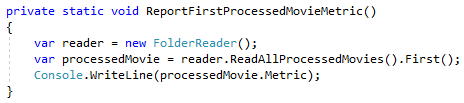 private static void ReportFirstProcessedMovieMetric()
{
    var reader = new FolderReader();
    var processedMovie = reader.ReadAllProcessedMovies().First();
    Console.WriteLine(processedMovie.Metric);
}